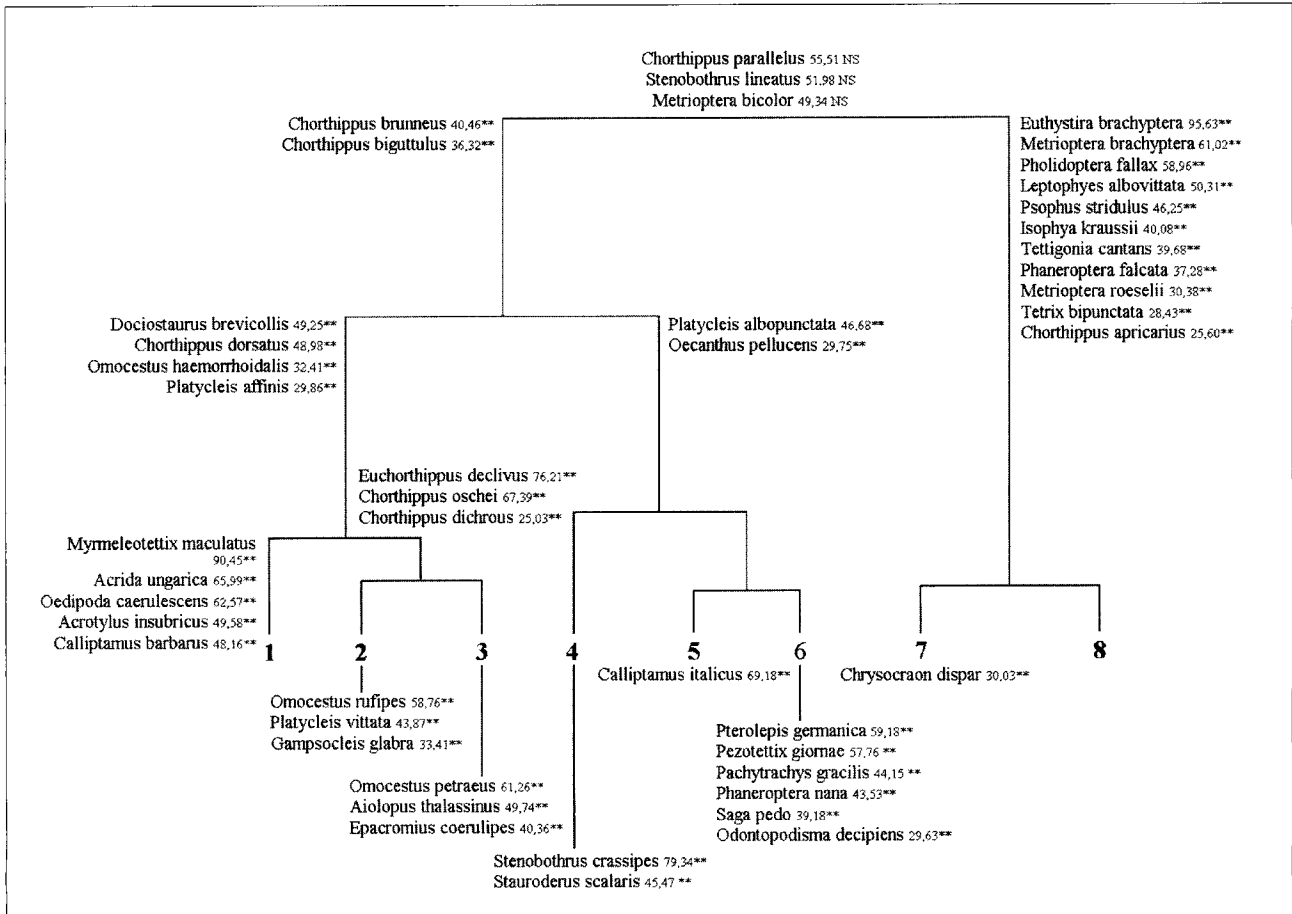 Chorthippus parallelus 55,51 NS
Stenobothrus lineatus 51.98 NS
Metrioptera bicolor 49,34 NS
Chorthippus brunneus 40,46**
Chorthippus biguttulus 36,32**
Euthystira brachyptera 95,63**
Metrioptera brachyptera 61,02**
Pholidoptera fallax 58,96**
Leptophyes albovittata 50,31**
Psophus stridulus 46,25**
Isophya kraussii 40,08**
Tettigonia cantans 39,68**
Phaneroptera falcata 37,28**
Metrioptera roeselii 30,38**
Tetrix bipunctata 28,43**
Chorthippus apricarius 25,60**
Dociostaurus brevicollis 49,25**
Chorthippus dorsatus 48,98**
Omocestus haemorrhoidalis 32,41**
Platycleis affinis 29,86**
Platycleis albopunctata 46,68**
Oecanthus pellucens 29,75**
Euchorthippus declivus 76,21**
Chorthippus oschei 67,39**
Chorthippus dichrous 25,03**
Myrmeleotettix maculatus
90,45**
Acrida ungarica 65,99**
Oedipoda caerulescens 62,57**
Acrotylus insubricus 49,58**
Calliptamus barbarus 48,16**
1 2 3 4 5 6 7 8
Calliptamus italicus 69,18**
Chrysocraon dispar 30,03**
Omocestus rufipes 58,76**
Platycleis vittata 43,87**
Gampsocleis glabra 33,41**
Omocestus petraeus 61,26**
Aiolopus thalassinus 49,74**
Epacromius coerulipes 40,36**
Stenobothrus crassipes 79,34**
Stauroderus scalaris 45,47 **
Pterolepis germanica 59,18**
Pezotettix giornae 57,76 **
Pachytrachys gracilis 44,15 **
Phaneroptera nana 43,53**
Saga pedo 39,18**
Odontopodisma decipiens 29,63**